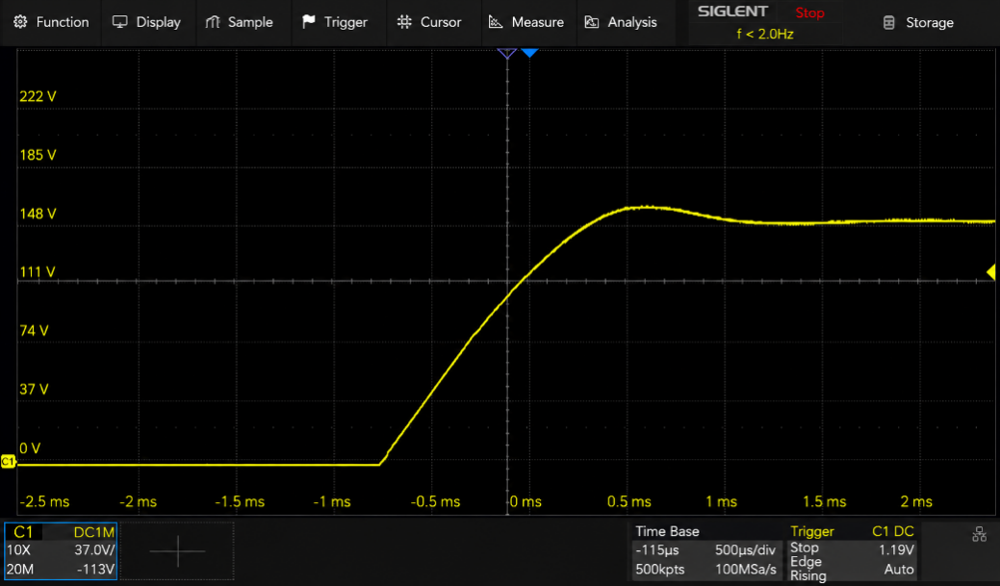 Function Display Sample Trigger Cursor Measure Analysis SIGLENT Stop Storage
f < 2.0Hz
222 V
185 V
148 V
111 V
74 V
37 V
0 V
C1
-2.5 ms -2 ms -1.5 ms -1 ms -0.5 ms 0 ms 0.5 ms 1 ms 1.5 ms 2 ms
C1 DC1M
10X 37.0V/
20M -113V
Time Base
-115µs 500µs/div
500kpts 100MSa/s
Trigger C1 DC
Stop 1.19V
Edge
Rising Auto